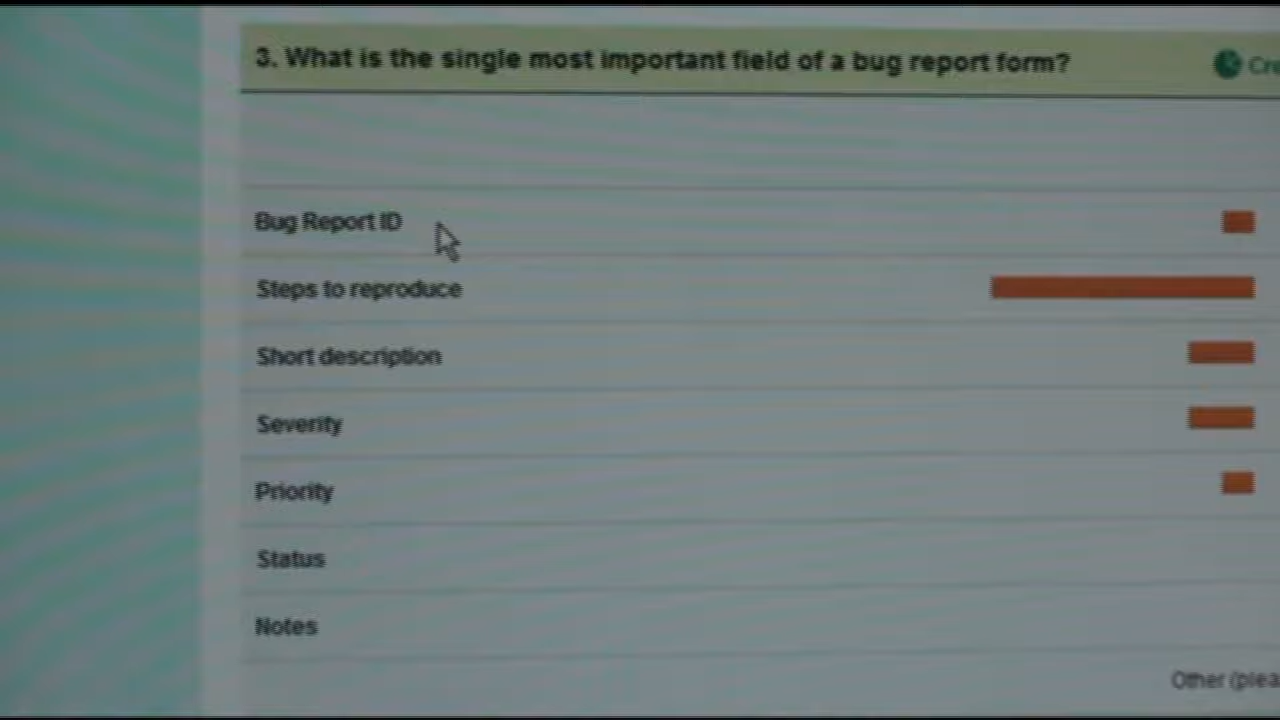 3. What is the single most important field of a bug report form?
Bug Report ID
Steps to reproduce
Short description
Severity
Priority
Status
Notes
Other